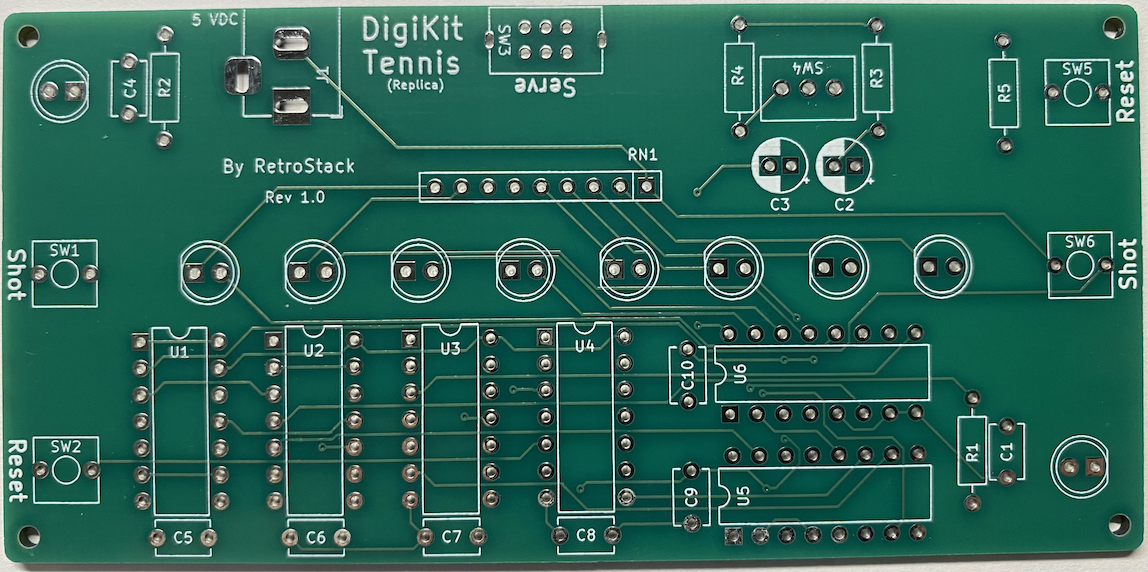 5 VDC
DigiKit
Tennis
(Replica)
SW3
Serve
J1
C4
R2
R4
SW4
R3
R5
SW5
Reset
By RetroStack
Rev 1.0
RN1
C3
C2
Shot
SW1
SW6
Shot
U1
U2
U3
U4
C10
U6
Reset
SW2
R1
C1
C9
U5
C5
C6
C7
C8